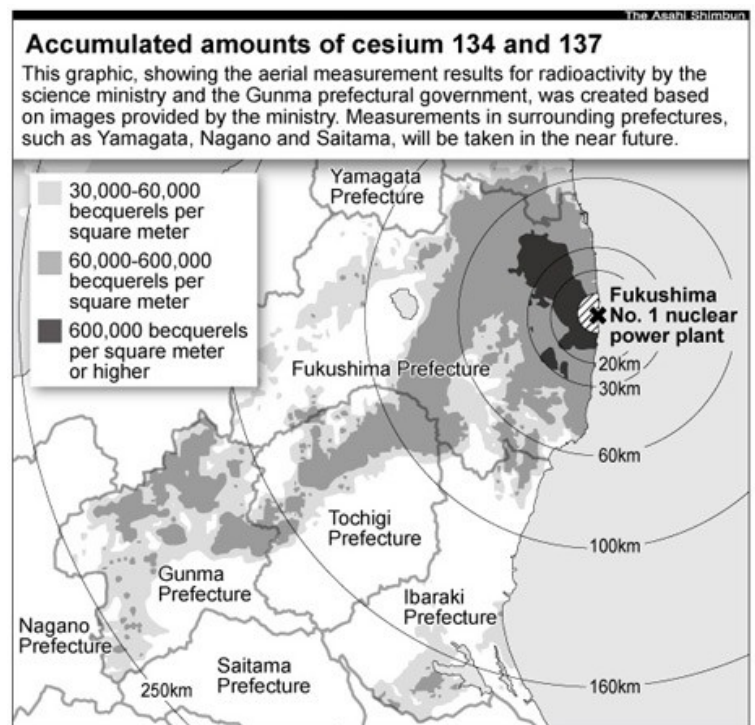 The Asahi Shimbun
Accumulated amounts of cesium 134 and 137
This graphic, showing the aerial measurement results for radioactivity by the
science ministry and the Gunma prefectural government, was created based
on images provided by the ministry. Measurements in surrounding prefectures,
such as Yamagata, Nagano and Saitama, will be taken in the near future.
30,000-60,000
becquerels per
square meter
60,000-600,000
becquerels per
square meter
600,000 becquerels
per square meter
or higher
Yamagata
Prefecture
Fukushima
No. 1 nuclear
power plant
20km
30km
Fukushima Prefecture
60km
Tochigi
Prefecture
100km
Gunma
Prefecture
Ibaraki
Prefecture
Nagano
Prefecture
Saitama
Prefecture
250km
160km